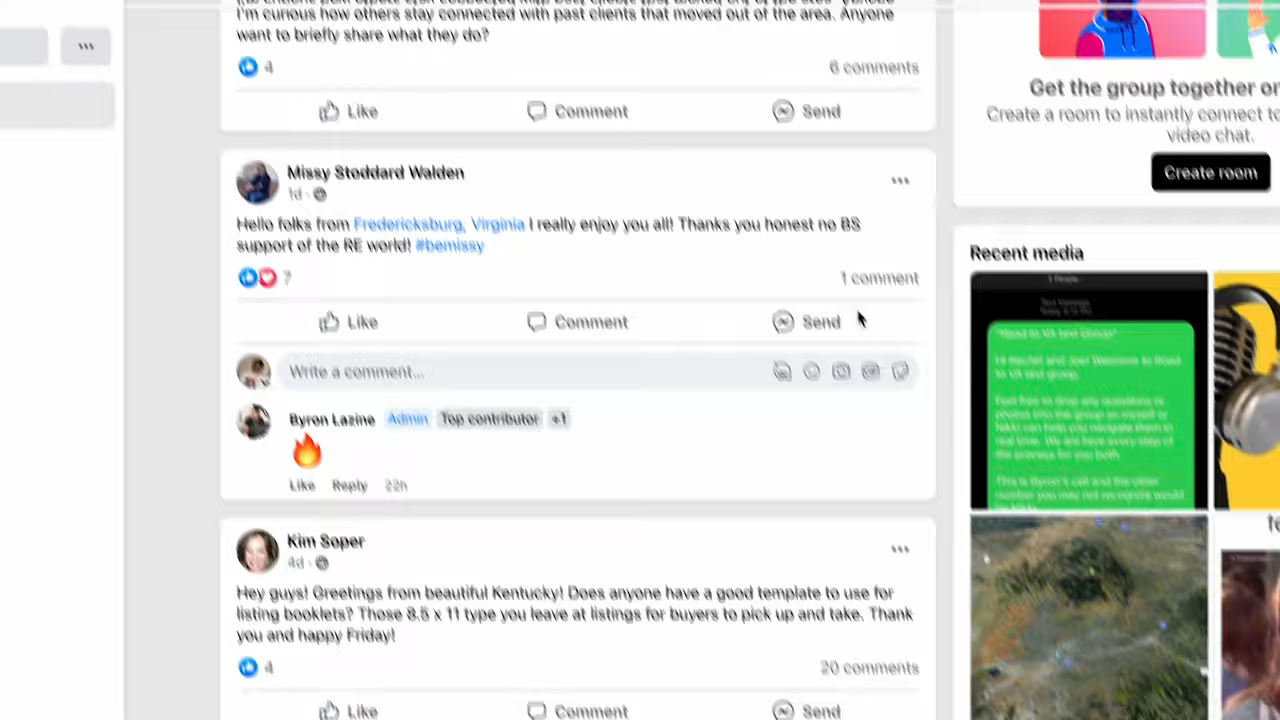 I'm curious how others stay connected with past clients that moved out of the area. Anyone
want to briefly share what they do?
4
6 comments
Like
Comment
Send
Missy Stoddard Walden
1d ·
Hello folks from Fredericksburg, Virginia I really enjoy you all! Thanks you honest no BS
support of the RE world! #bemissy
7
1 comment
Like
Comment
Send
Write a comment...
Byron Lazine Admin Top contributor +1
🔥
Like Reply 22h
Kim Soper
4d ·
Hey guys! Greetings from beautiful Kentucky! Does anyone have a good template to use for
listing booklets? Those 8.5 x 11 type you leave at listings for buyers to pick up and take. Thank
you and happy Friday!
4
20 comments
Like
Comment
Send
Get the group together
Create a room to instantly connect
video chat.
Create room
Recent media